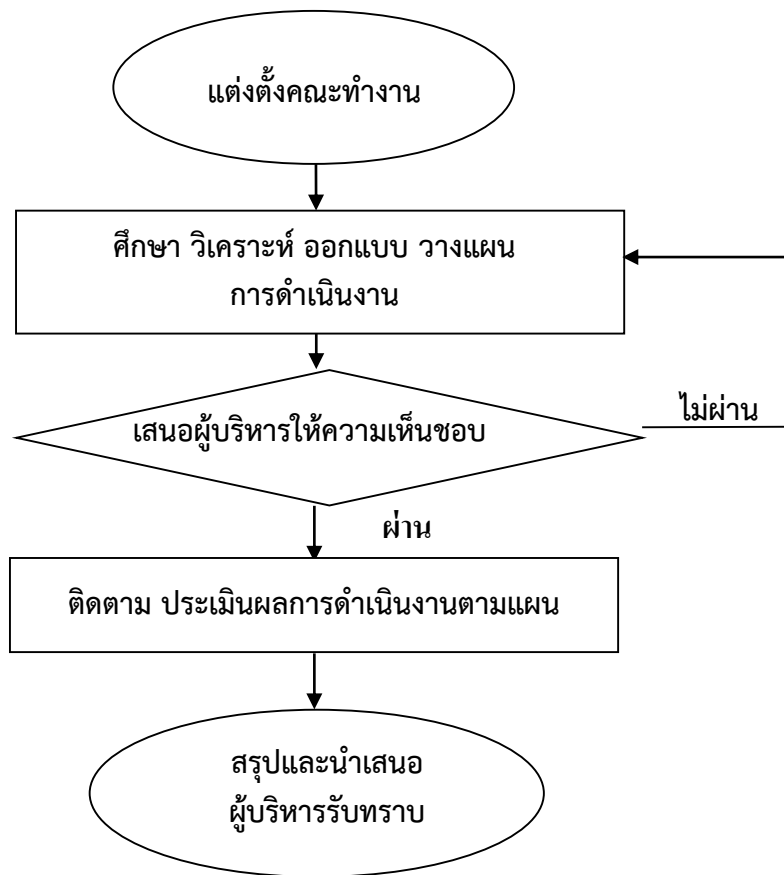 แต่งตั้งคณะทำงาน
ศึกษา วิเคราะห์ ออกแบบ วางแผน
การดำเนินงาน
เสนอผู้บริหารให้ความเห็นชอบ
ไม่ผ่าน
ผ่าน
ติดตาม ประเมินผลการดำเนินงานตามแผน
สรุปและนำเสนอ
ผู้บริหารรับทราบ